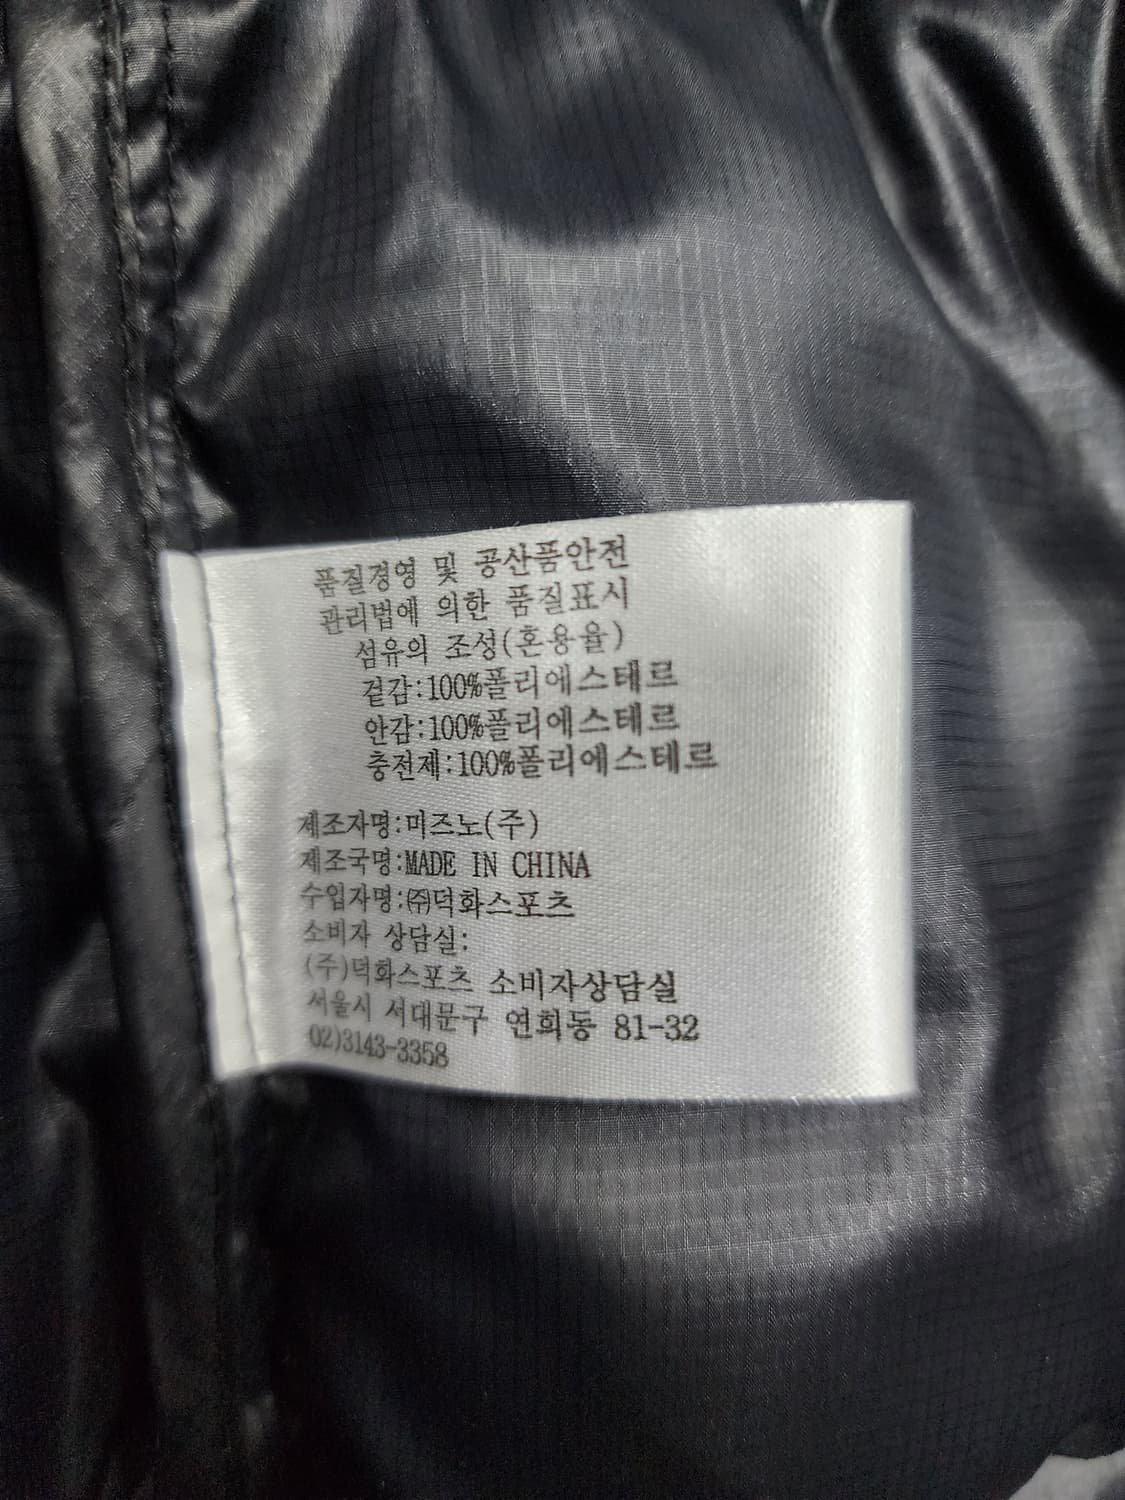 품질경영 및 공산품안전
관리법에 의한 품질표시
섬유의 조성(혼용율)
겉감:100%폴리에스테르
안감:100%폴리에스테르
충전제:100%폴리에스테르
제조자명:미즈노(주)
제조국명:MADE IN CHINA
수입자명:㈜덕화스포츠
소비자 상담실:
(주)덕화스포츠 소비자상담실
서울시 서대문구 연희동 81-32
02)3143-3358